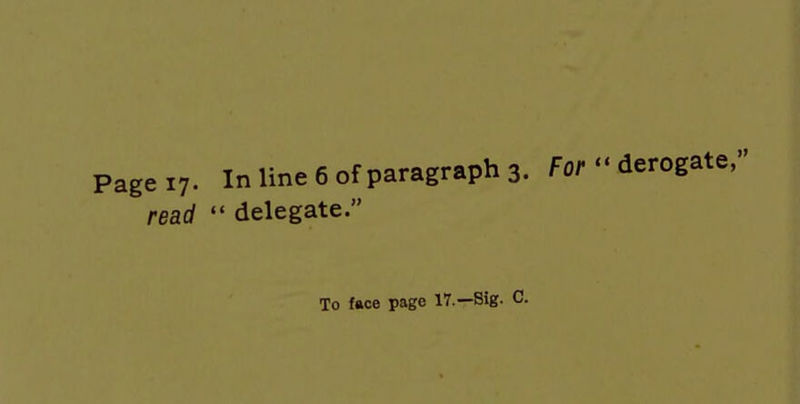 Page 17. In line 6 of paragraph 3. For “ derogate,”
read “ delegate.”
To face page 17.—Sig. C.